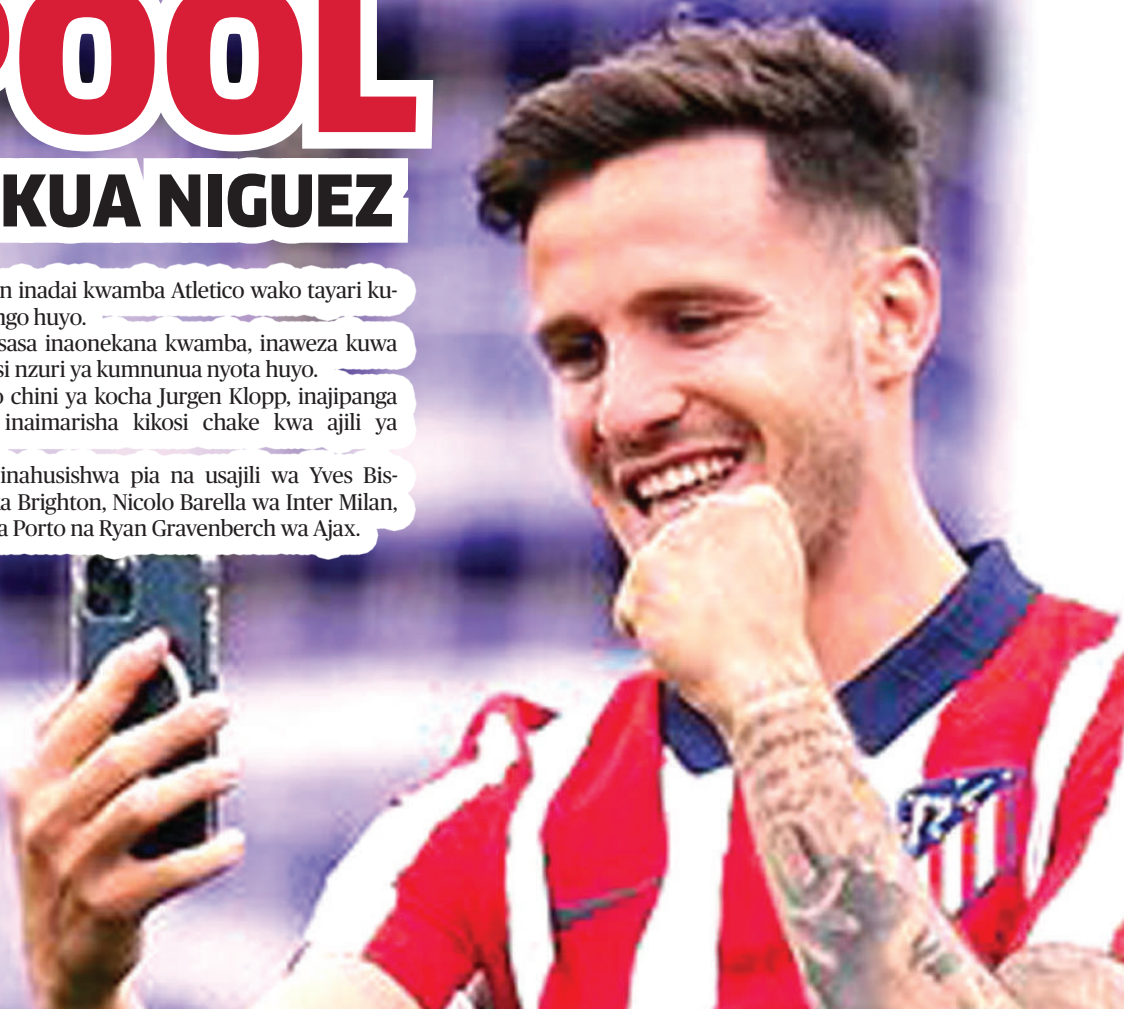 POOL
KUA NIGUEZ
n inadai kwamba Atletico wako tayari ku-
ngo huyo.
sasa inaonekana kwamba, inaweza kuwa
si nzuri ya kumnunua nyota huyo.
o chini ya kocha Jurgen Klopp, inajipanga
inaimarisha kikosi chake kwa ajili ya
inahusishwa pia na usajili wa Yves Bis-
a Brighton, Nicolo Barella wa Inter Milan,
a Porto na Ryan Gravenberch wa Ajax.